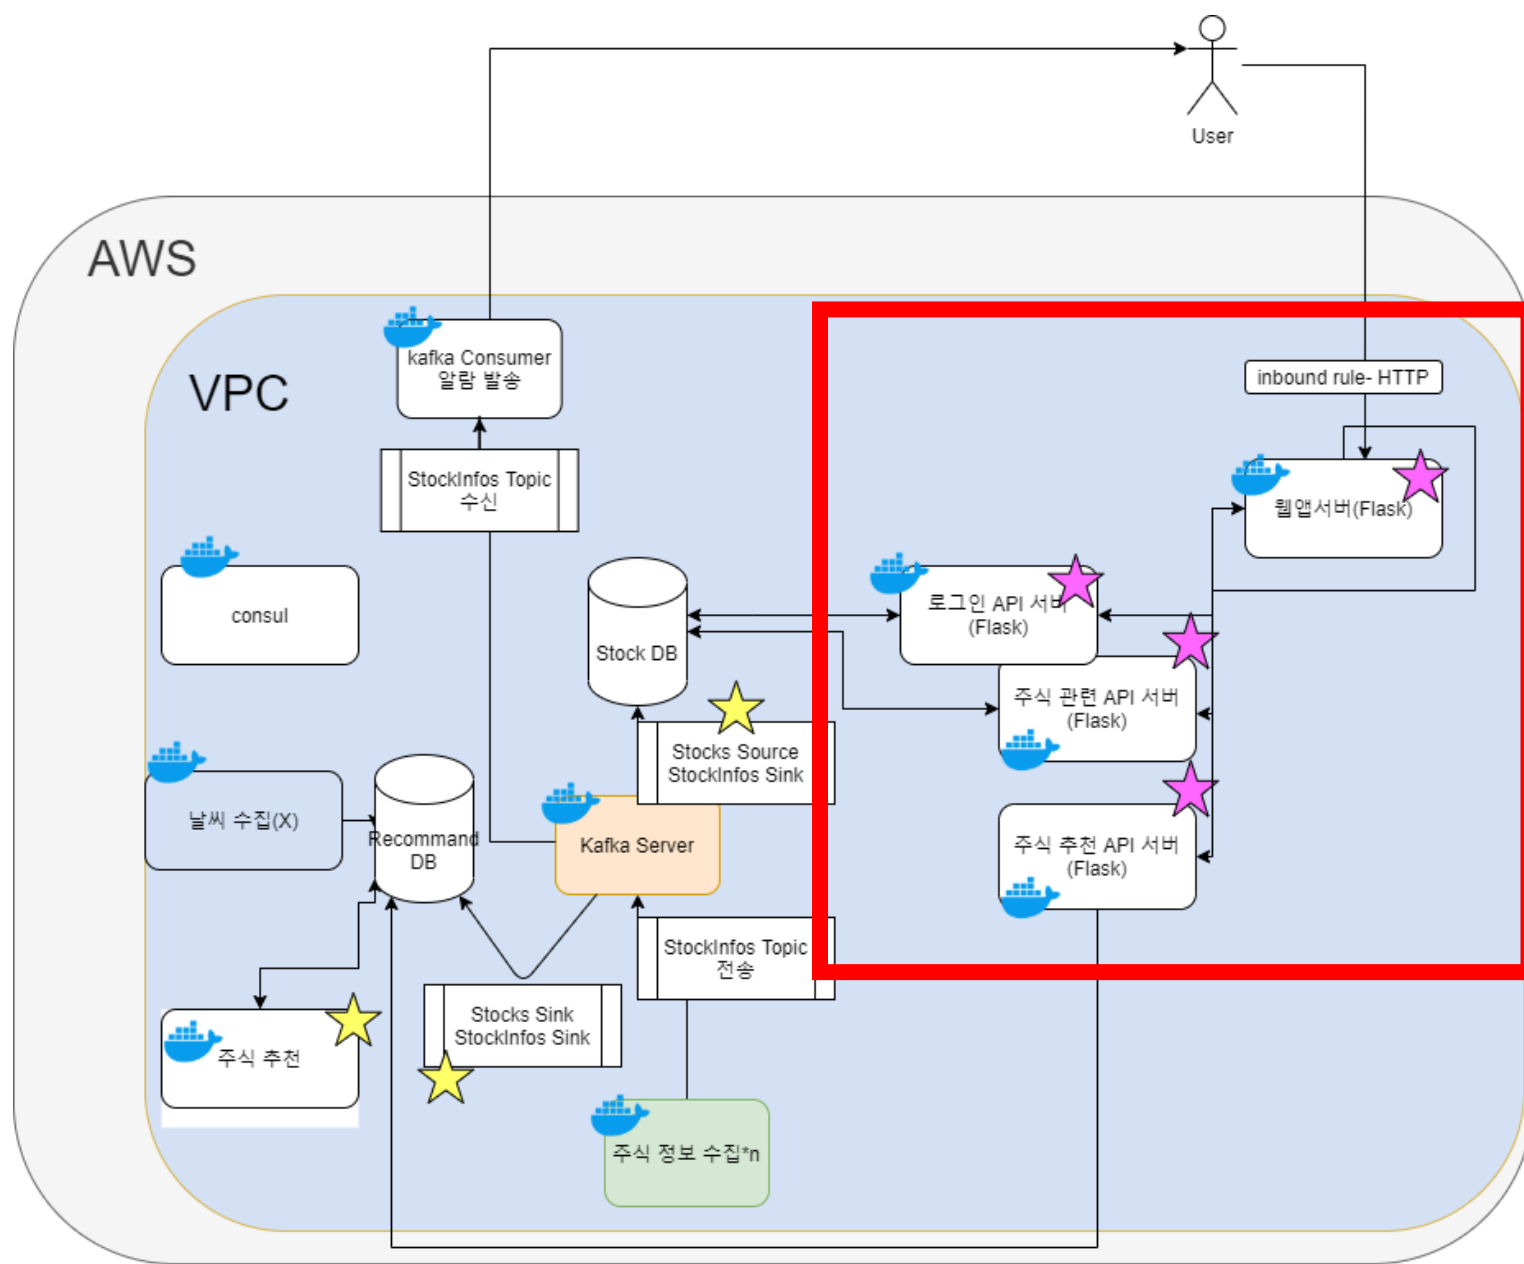 User
AWS
VPC
kafka Consumer
알람 발송
inbound rule- HTTP
StockInfos Topic
수신
웹앱서버(Flask)
consul
Stock DB
로그인 API 서버
(Flask)
주식 관련 API 서버
(Flask)
Stocks Source
StockInfos Sink
날씨 수집(X)
Recommand
DB
Kafka Server
주식 추천 API 서버
(Flask)
StockInfos Topic
전송
Stocks Sink
StockInfos Sink
주식 추천
주식 정보 수집*n